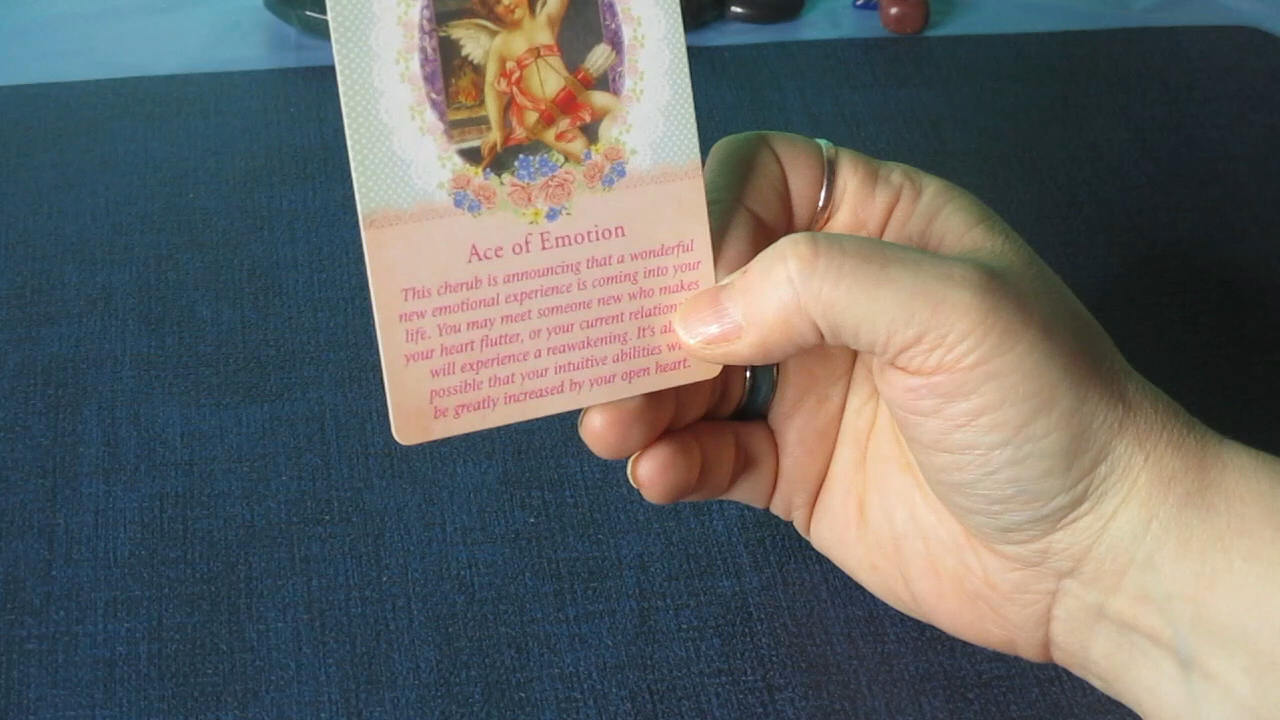 Ace of Emotion
This cherub is announcing that a wonderful
new emotional experience is coming into your
life. You may meet someone new who makes
your heart flutter, or your current
will experience a reawakening. It's
possible that your intuitive abilities
be greatly increased by your open heart.